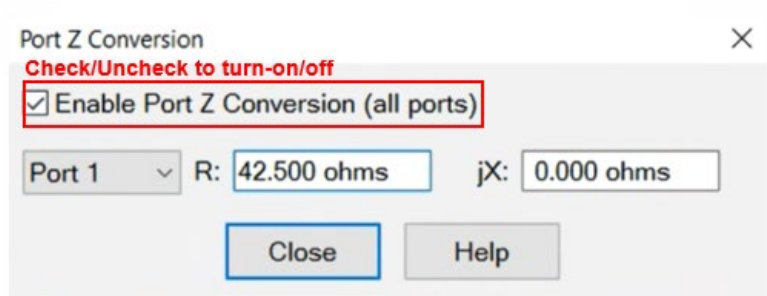 Port Z Conversion
Check/Uncheck to turn-on/off
Enable Port Z Conversion (all ports)
Port 1 R: 42.500 ohms jX: 0.000 ohms
Close Help